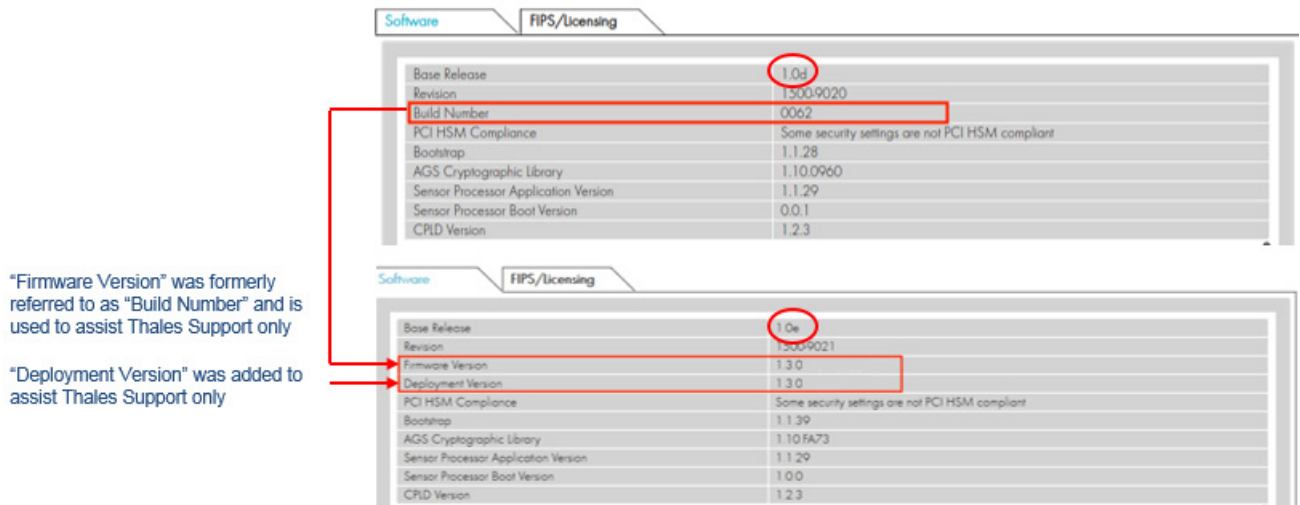 Software FIPS/Licensing
Base Release 1.0d
Revision 1500-9020
Build Number 0062
PCI HSM Compliance Some security settings are not PCI HSM compliant
Bootstrap 1.1.28
AGS Cryptographic Library 1.10.0960
Sensor Processor Application Version 1.1.29
Sensor Processor Boot Version 0.0.1
CPLD Version 1.2.3
“Firmware Version” was formerly
referred to as “Build Number” and is
used to assist Thales Support only
“Deployment Version” was added to
assist Thales Support only
Software FIPS/Licensing
Base Release 1.0e
Revision 1500-9021
Firmware Version 1.3.0
Deployment Version 1.3.0
PCI HSM Compliance Some security settings are not PCI HSM compliant
Bootstrap 1.1.39
AGS Cryptographic Library 1.10.FA73
Sensor Processor Application Version 1.1.29
Sensor Processor Boot Version 1.0.0
CPLD Version 1.2.3